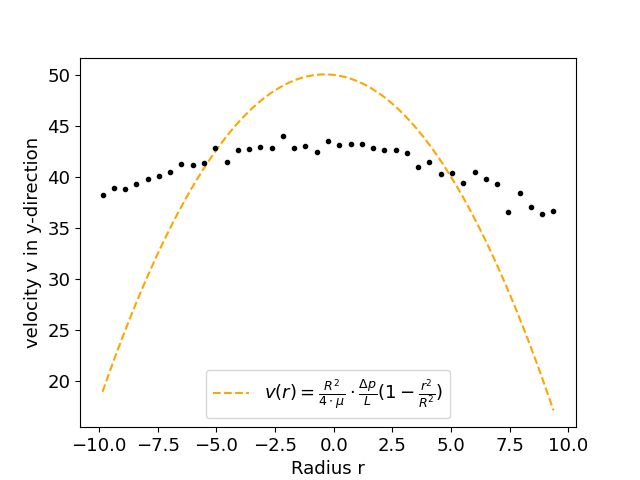 50
45
40
35
30
25
20
velocity v in y-direction
v(r) = \frac{R^2}{4 \cdot \mu} \cdot \frac{\Delta p}{L}(1 - \frac{r^2}{R^2})
−10.0 −7.5 −5.0 −2.5 0.0 2.5 5.0 7.5 10.0
Radius r